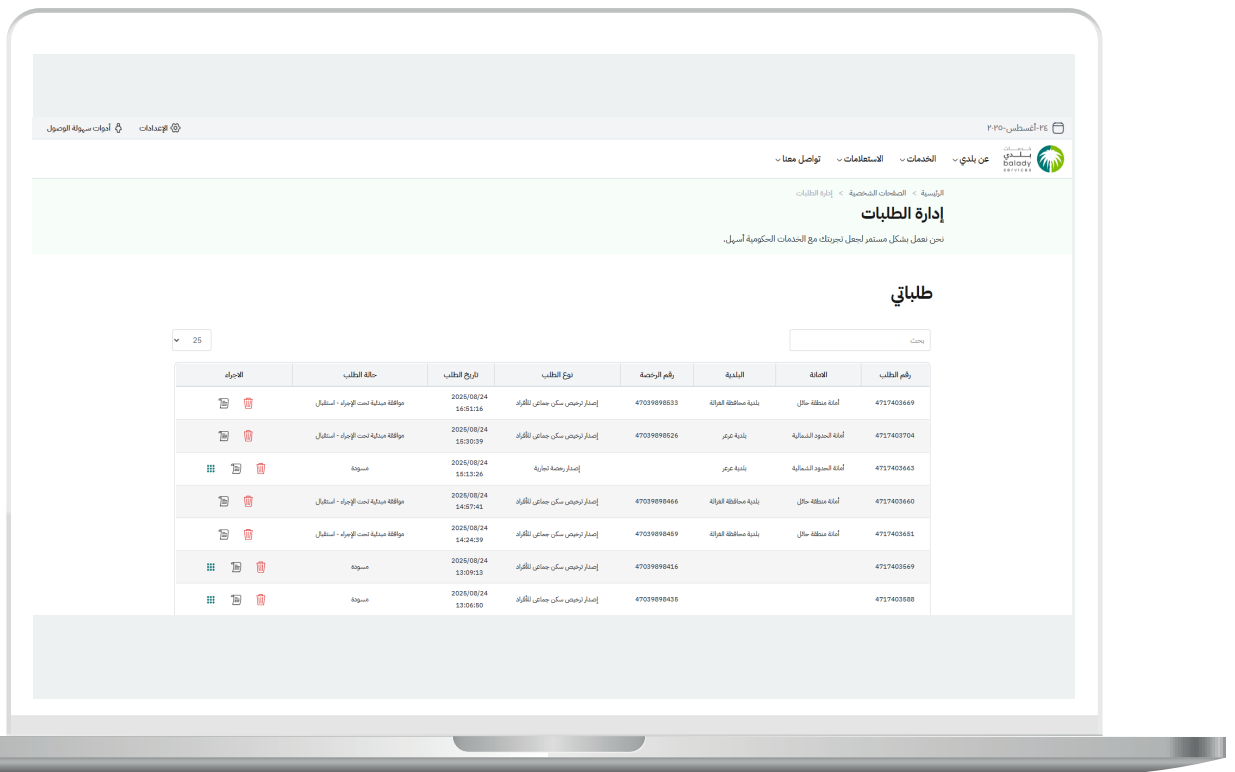 ٢٤-أغسطس-٢٠٢٥
الإعدادات
أدوات سهولة الوصول
خدمات
بلدي
balady
services
عن بلدي
الخدمات
الاستعلامات
تواصل معنا
الرئيسية > الصفحات الشخصية > إدارة الطلبات
إدارة الطلبات
نحن نعمل بشكل مستمر لجعل تجربتك مع الخدمات الحكومية أسهل.
طلباتي
بحث
25
رقم الطلب الامانة البلدية رقم الرخصة نوع الطلب تاريخ الطلب حالة الطلب الاجراء
4717403669 أمانة منطقة حائل بلدية محافظة الغزالة 47039898533 إصدار ترخيص سكن جماعي للأفراد 2025/08/24 16:51:16 موافقة مبدئية تحت الإجراء - استقبال
4717403704 أمانة الحدود الشمالية بلدية عرعر 47039898526 إصدار ترخيص سكن جماعي للأفراد 2025/08/24 15:30:39 موافقة مبدئية تحت الإجراء - استقبال
4717403663 أمانة الحدود الشمالية بلدية عرعر إصدار رخصة تجارية 2025/08/24 15:13:26 مسودة
4717403660 أمانة منطقة حائل بلدية محافظة الغزالة 47039898466 إصدار ترخيص سكن جماعي للأفراد 2025/08/24 14:57:41 موافقة مبدئية تحت الإجراء - استقبال
4717403651 أمانة منطقة حائل بلدية محافظة الغزالة 47039898459 إصدار ترخيص سكن جماعي للأفراد 2025/08/24 14:24:39 موافقة مبدئية تحت الإجراء - استقبال
4717403569 47039898416 إصدار ترخيص سكن جماعي للأفراد 2025/08/24 13:09:13 مسودة
4717403588 47039898435 إصدار ترخيص سكن جماعي للأفراد 2025/08/24 13:06:50 مسودة